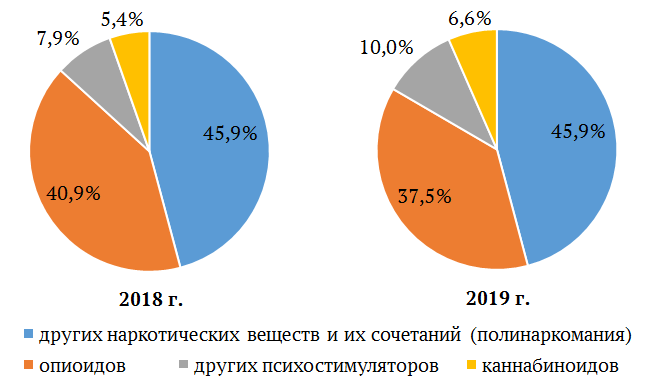 5,4%
7,9%
45,9%
40,9%
2018 г.
6,6%
10,0%
45,9%
37,5%
2019 г.
других наркотических веществ и их сочетаний (полинаркомания)
опиоидов других психостимуляторов каннабиноидов